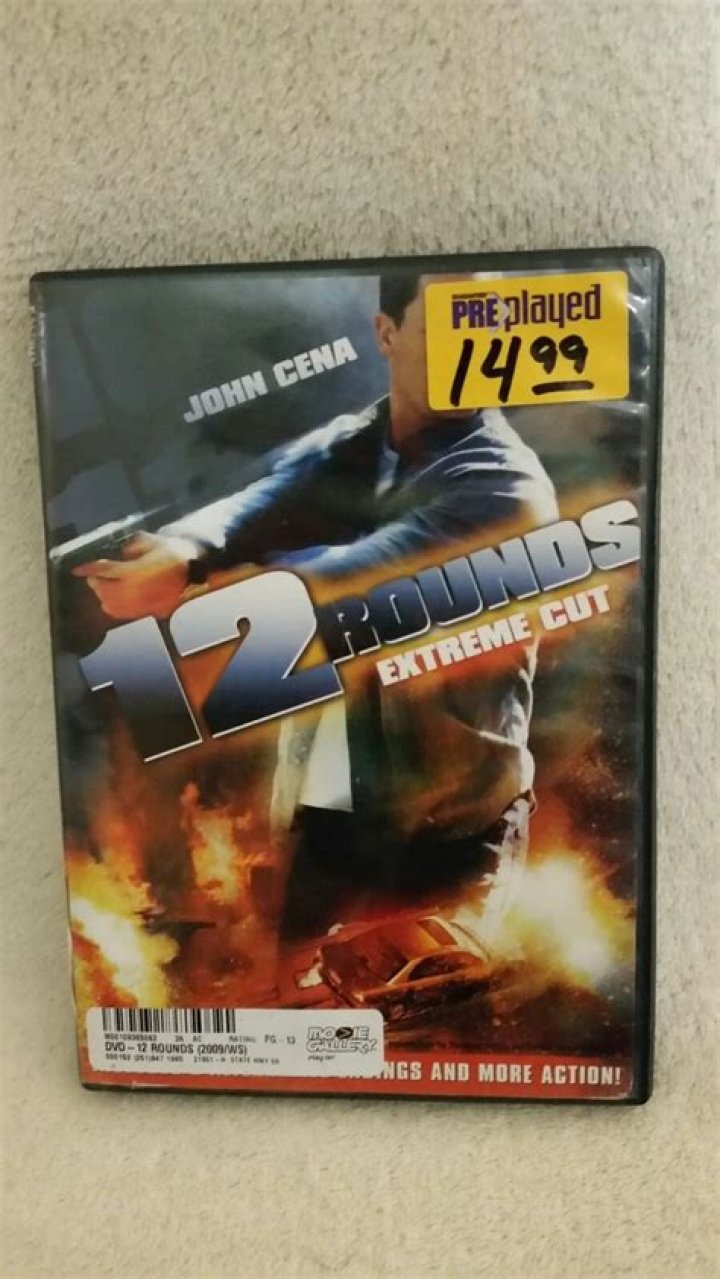 PREplayed
14 99
JOHN CENA
12 ROUNDS
EXTREME CUT
RATING PG-13
DVD - 12 ROUNDS (2009/WS)
MOVIE
GALLERY
NGS AND MORE ACTION!